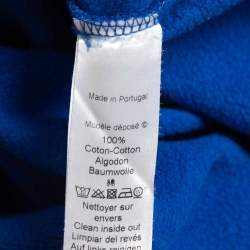 Made in Portugal
Modèle déposé ©
100%
Coton-Cotton
Algodon
Baumwolle
Nettoyer sur
envers
Clean inside out
Limpiar del revés
Auf links reinigen